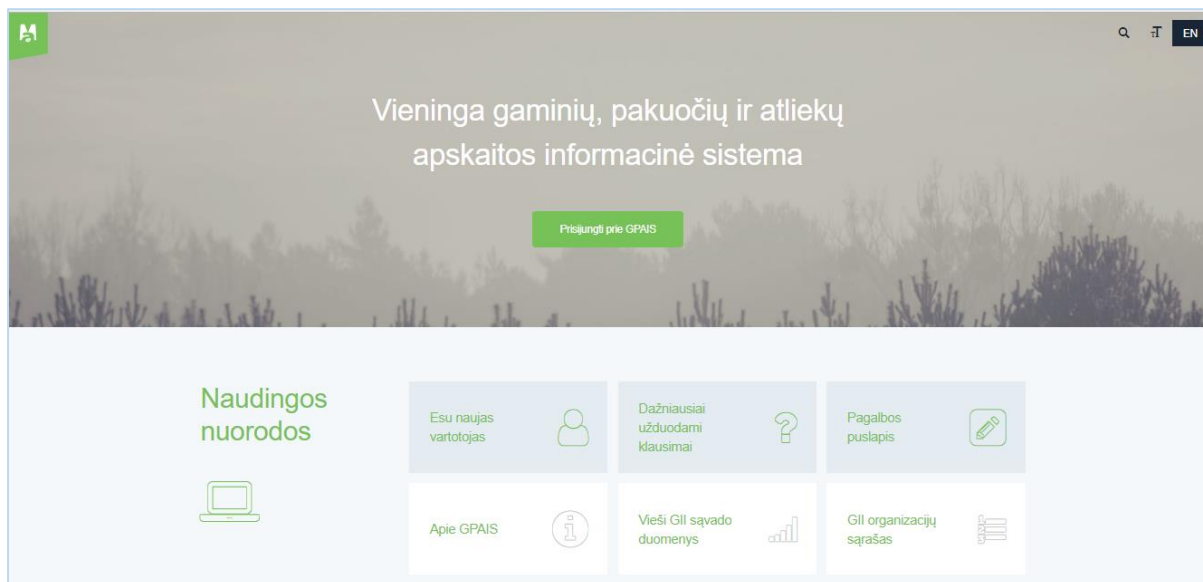 EN
Vieninga gaminių, pakuočių ir atliekų
apskaitos informacinė sistema
Prisijungti prie GPAIS
Naudingos
nuorodos
Esu naujas
vartotojas
Dažniausiai
užduodami
klausimai
Pagalbos
puslapis
Apie GPAIS
Vieši GII sąvado
duomenys
GII organizacijų
sąrašas